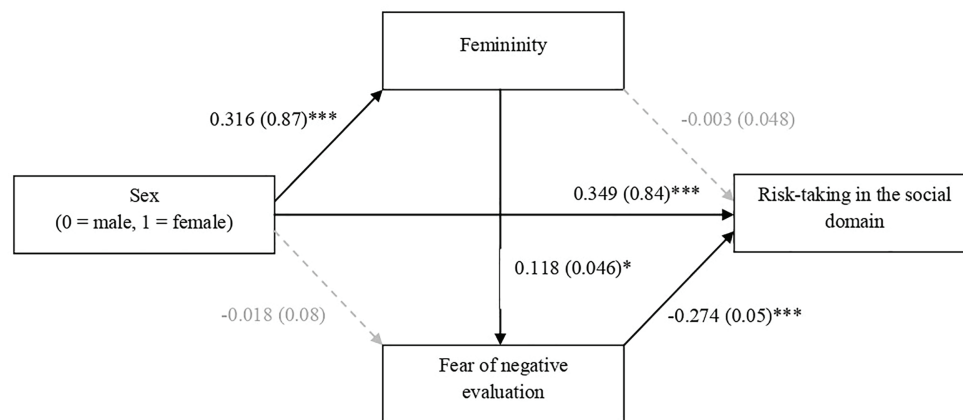 Femininity
0.316 (0.87)***
-0.003 (0.048)
Sex
(0 = male, 1 = female)
0.349 (0.84)***
Risk-taking in the social
domain
0.118 (0.046)*
-0.018 (0.08)
-0.274 (0.05)***
Fear of negative
evaluation